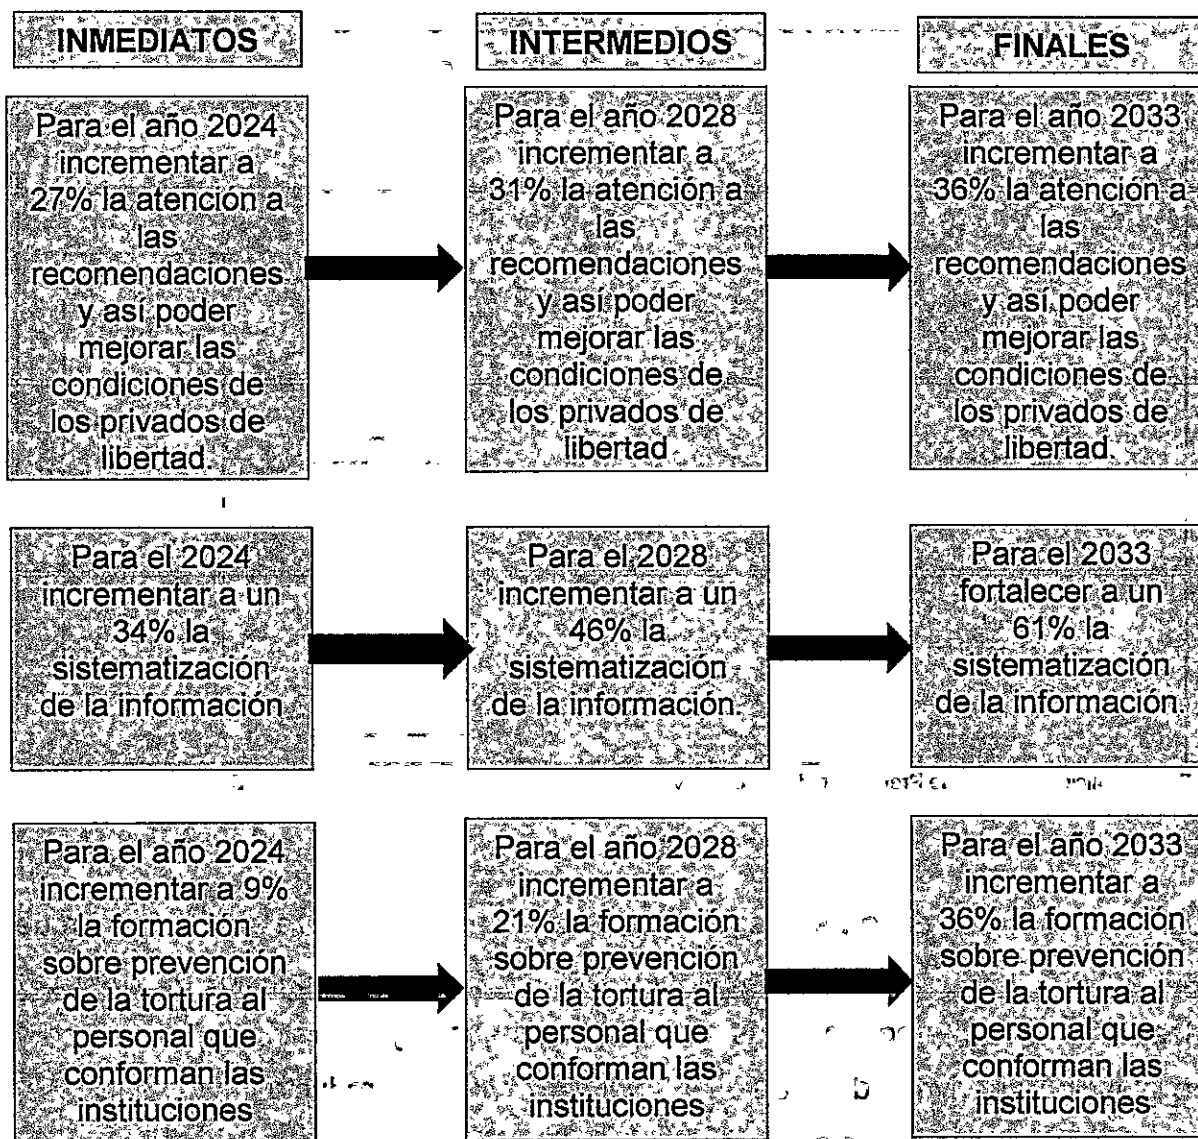 INMEDIATOS
INTERMEDIOS
FINALES
Para el año 2024
incrementar a
27% la atencion a
las
recomendaciones
y así poder
mejorar las
condiciones de
los privados de
libertad.
Para el año 2028
incrementar a
31% la atención a
las
recomendaciones
y así poder
mejorar las
condiciones de
los privados de
libertad
Para el año 2033
incrementar a
36% la atención a
las
recomendaciones
y así poder
mejorar las
condiciones de
los privados de
libertad.
Para el 2024
incrementar a un
34% la
sistematización
de la información
Para el 2028
incrementar a un
46% la
sistematización
de la información.
Para el 2033
fortalecer a un
61% la
sistematización
de la información.
Para el año 2024
incrementar a 9%
la formación
sobre prevención
de la tortura al
personal que
conforman las
instituciones
Para el año 2028
incrementar a
21% la formación
sobre prevención
de la tortura al
personal que
conforman las
instituciones
Para el año 2033
incrementar a
36% la formación
sobre prevención
de la tortura al
personal que
conforman las
instituciones